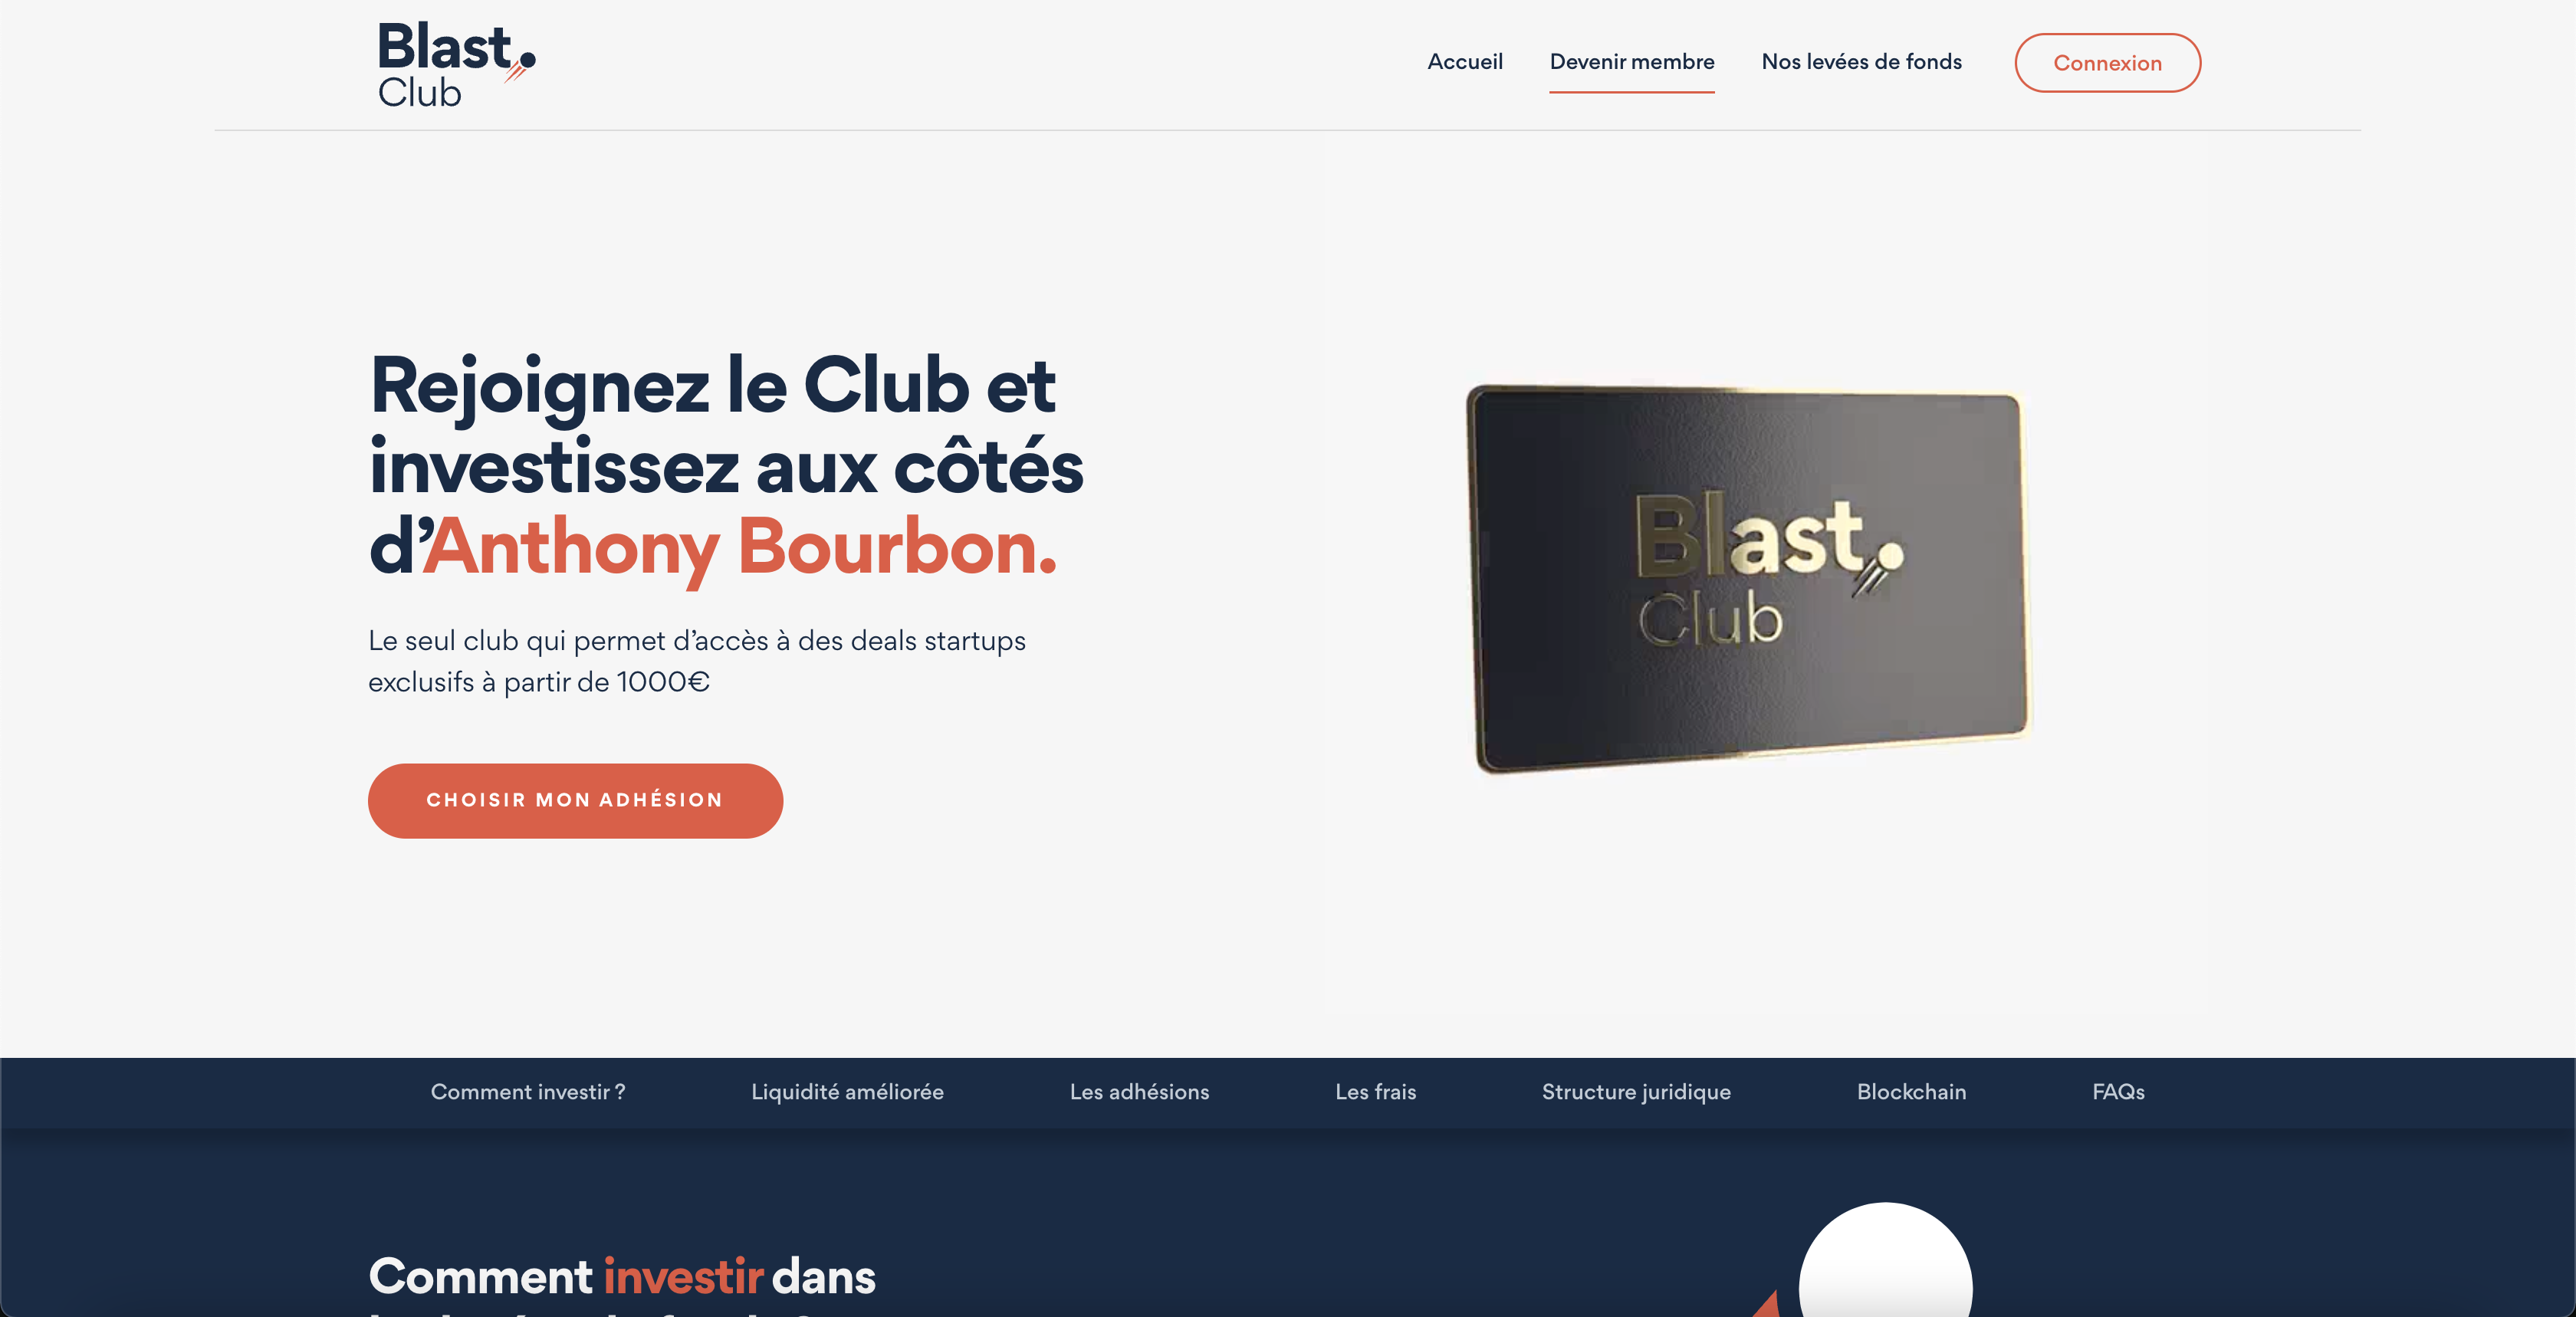 Blast.
Club
Accueil
Devenir membre
Nos levées de fonds
Connexion
Rejoignez le Club et
investissez aux côtés
d’Anthony Bourbon.
Le seul club qui permet d’accès à des deals startups
exclusifs à partir de 1000€
CHOISIR MON ADHÉSION
Blast.
Club
Comment investir ?
Liquidité améliorée
Les adhésions
Les frais
Structure juridique
Blockchain
FAQs
Comment investir dans